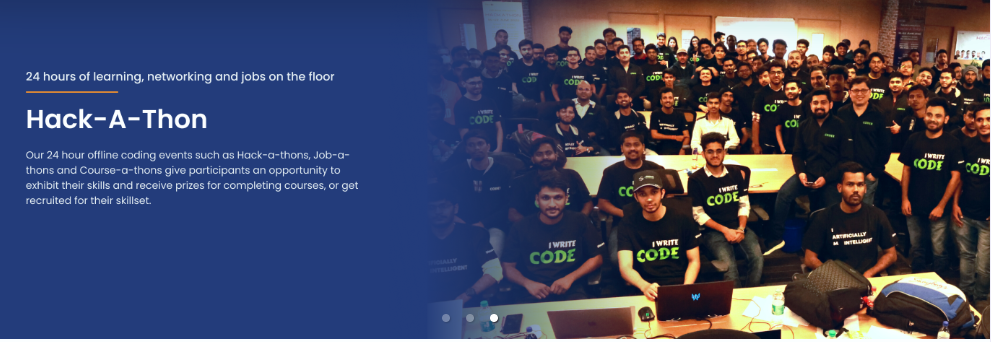 24 hours of learning, networking and jobs on the floor
Hack-A-Thon
Our 24 hour offline coding events such as Hack-a-thons, Job-a-
thons and Course-a-thons give participants an opportunity to
exhibit their skills and receive prizes for completing courses, or get
recruited for their skillset.
CODE
CODE
I WRITE
CODE
I WRITE
CODE
I WRITE
CODE
I WRITE
CODE
I WRITE
CODE
ARTIFICIALLY
INTELLIGENT